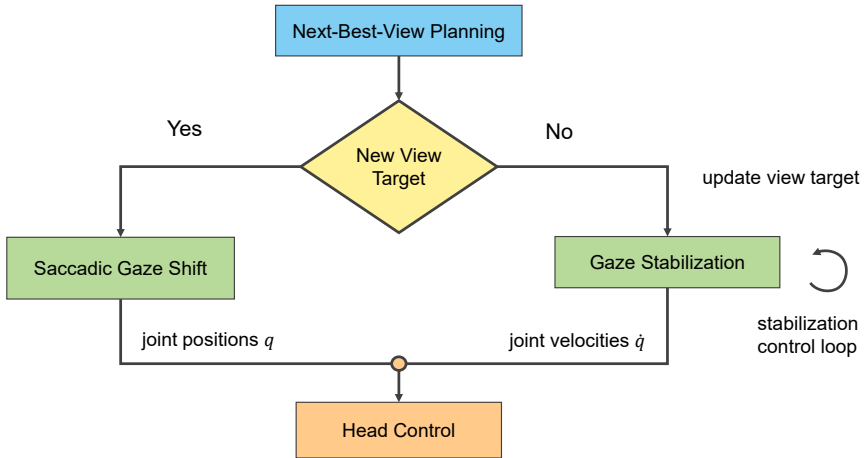 Next-Best-View Planning
Yes
No
New View
Target
update view target
Saccadic Gaze Shift
Gaze Stabilization
stabilization
control loop
joint positions q
joint velocities q̇
Head Control